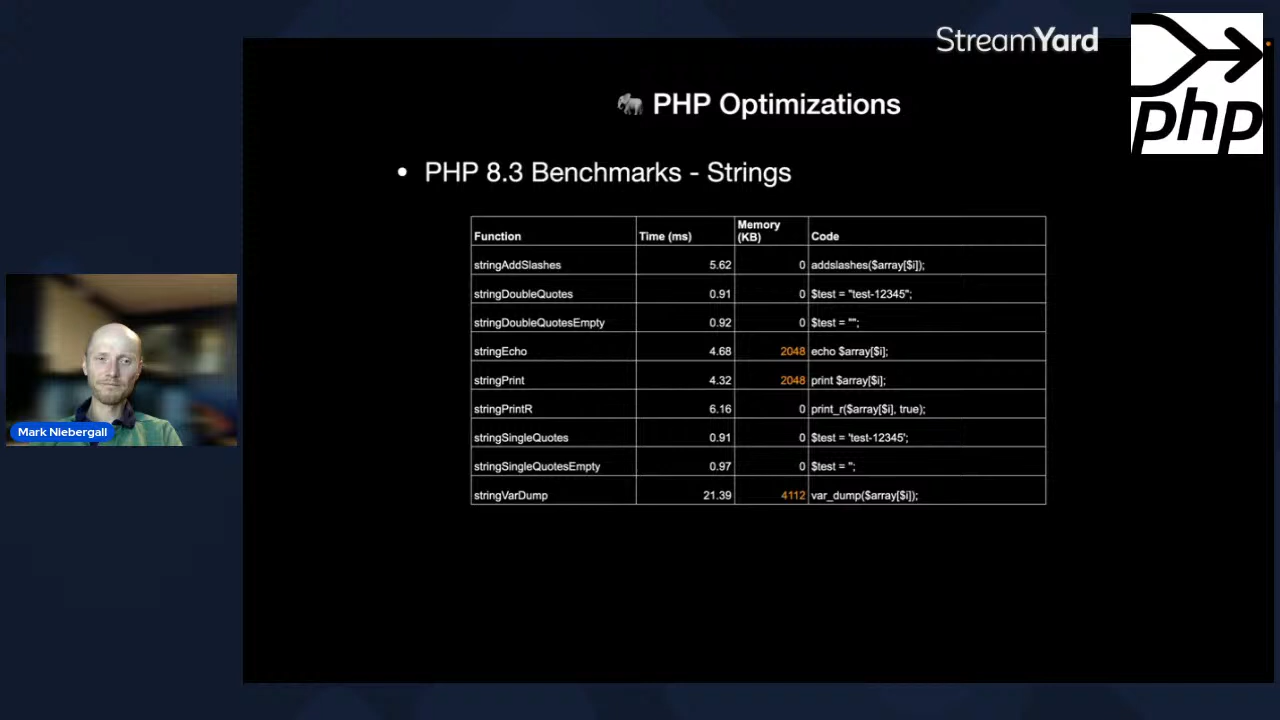 StreamYard
php
🐘 PHP Optimizations
• PHP 8.3 Benchmarks - Strings
Function Time (ms) Memory (KB) Code
stringAddSlashes 5.62 0 addslashes($array[$i]);
stringDoubleQuotes 0.91 0 $test = "test-12345";
stringDoubleQuotesEmpty 0.92 0 $test = "";
stringEcho 4.68 2048 echo $array[$i];
stringPrint 4.32 2048 print $array[$i];
stringPrintR 6.16 0 print_r($array[$i], true);
stringSingleQuotes 0.91 0 $test = 'test-12345';
stringSingleQuotesEmpty 0.97 0 $test = '';
stringVarDump 21.39 4112 var_dump($array[$i]);
Mark Niebergall